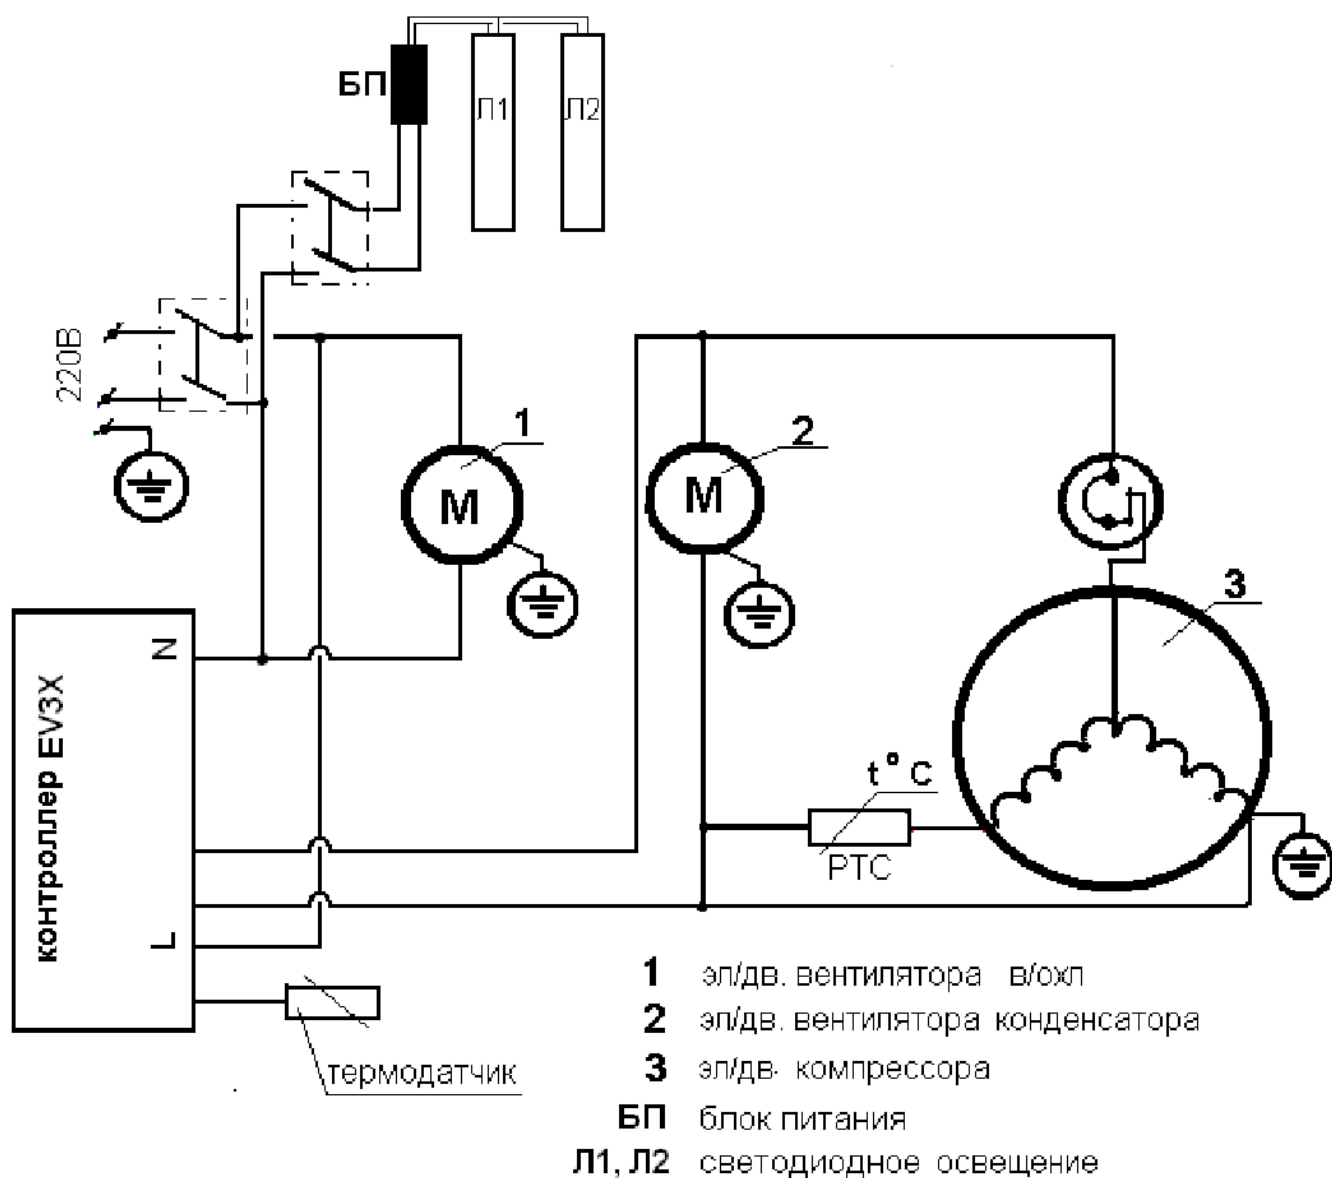 БП
Л1
Л2
220В
1
М
2
М
3
N
контроллер EV3X
t°C
РТС
L
термодатчик
1 эл/дв. вентилятора в/охл
2 эл/дв. вентилятора конденсатора
3 эл/дв. компрессора
БП блок питания
Л1, Л2 светодиодное освещение